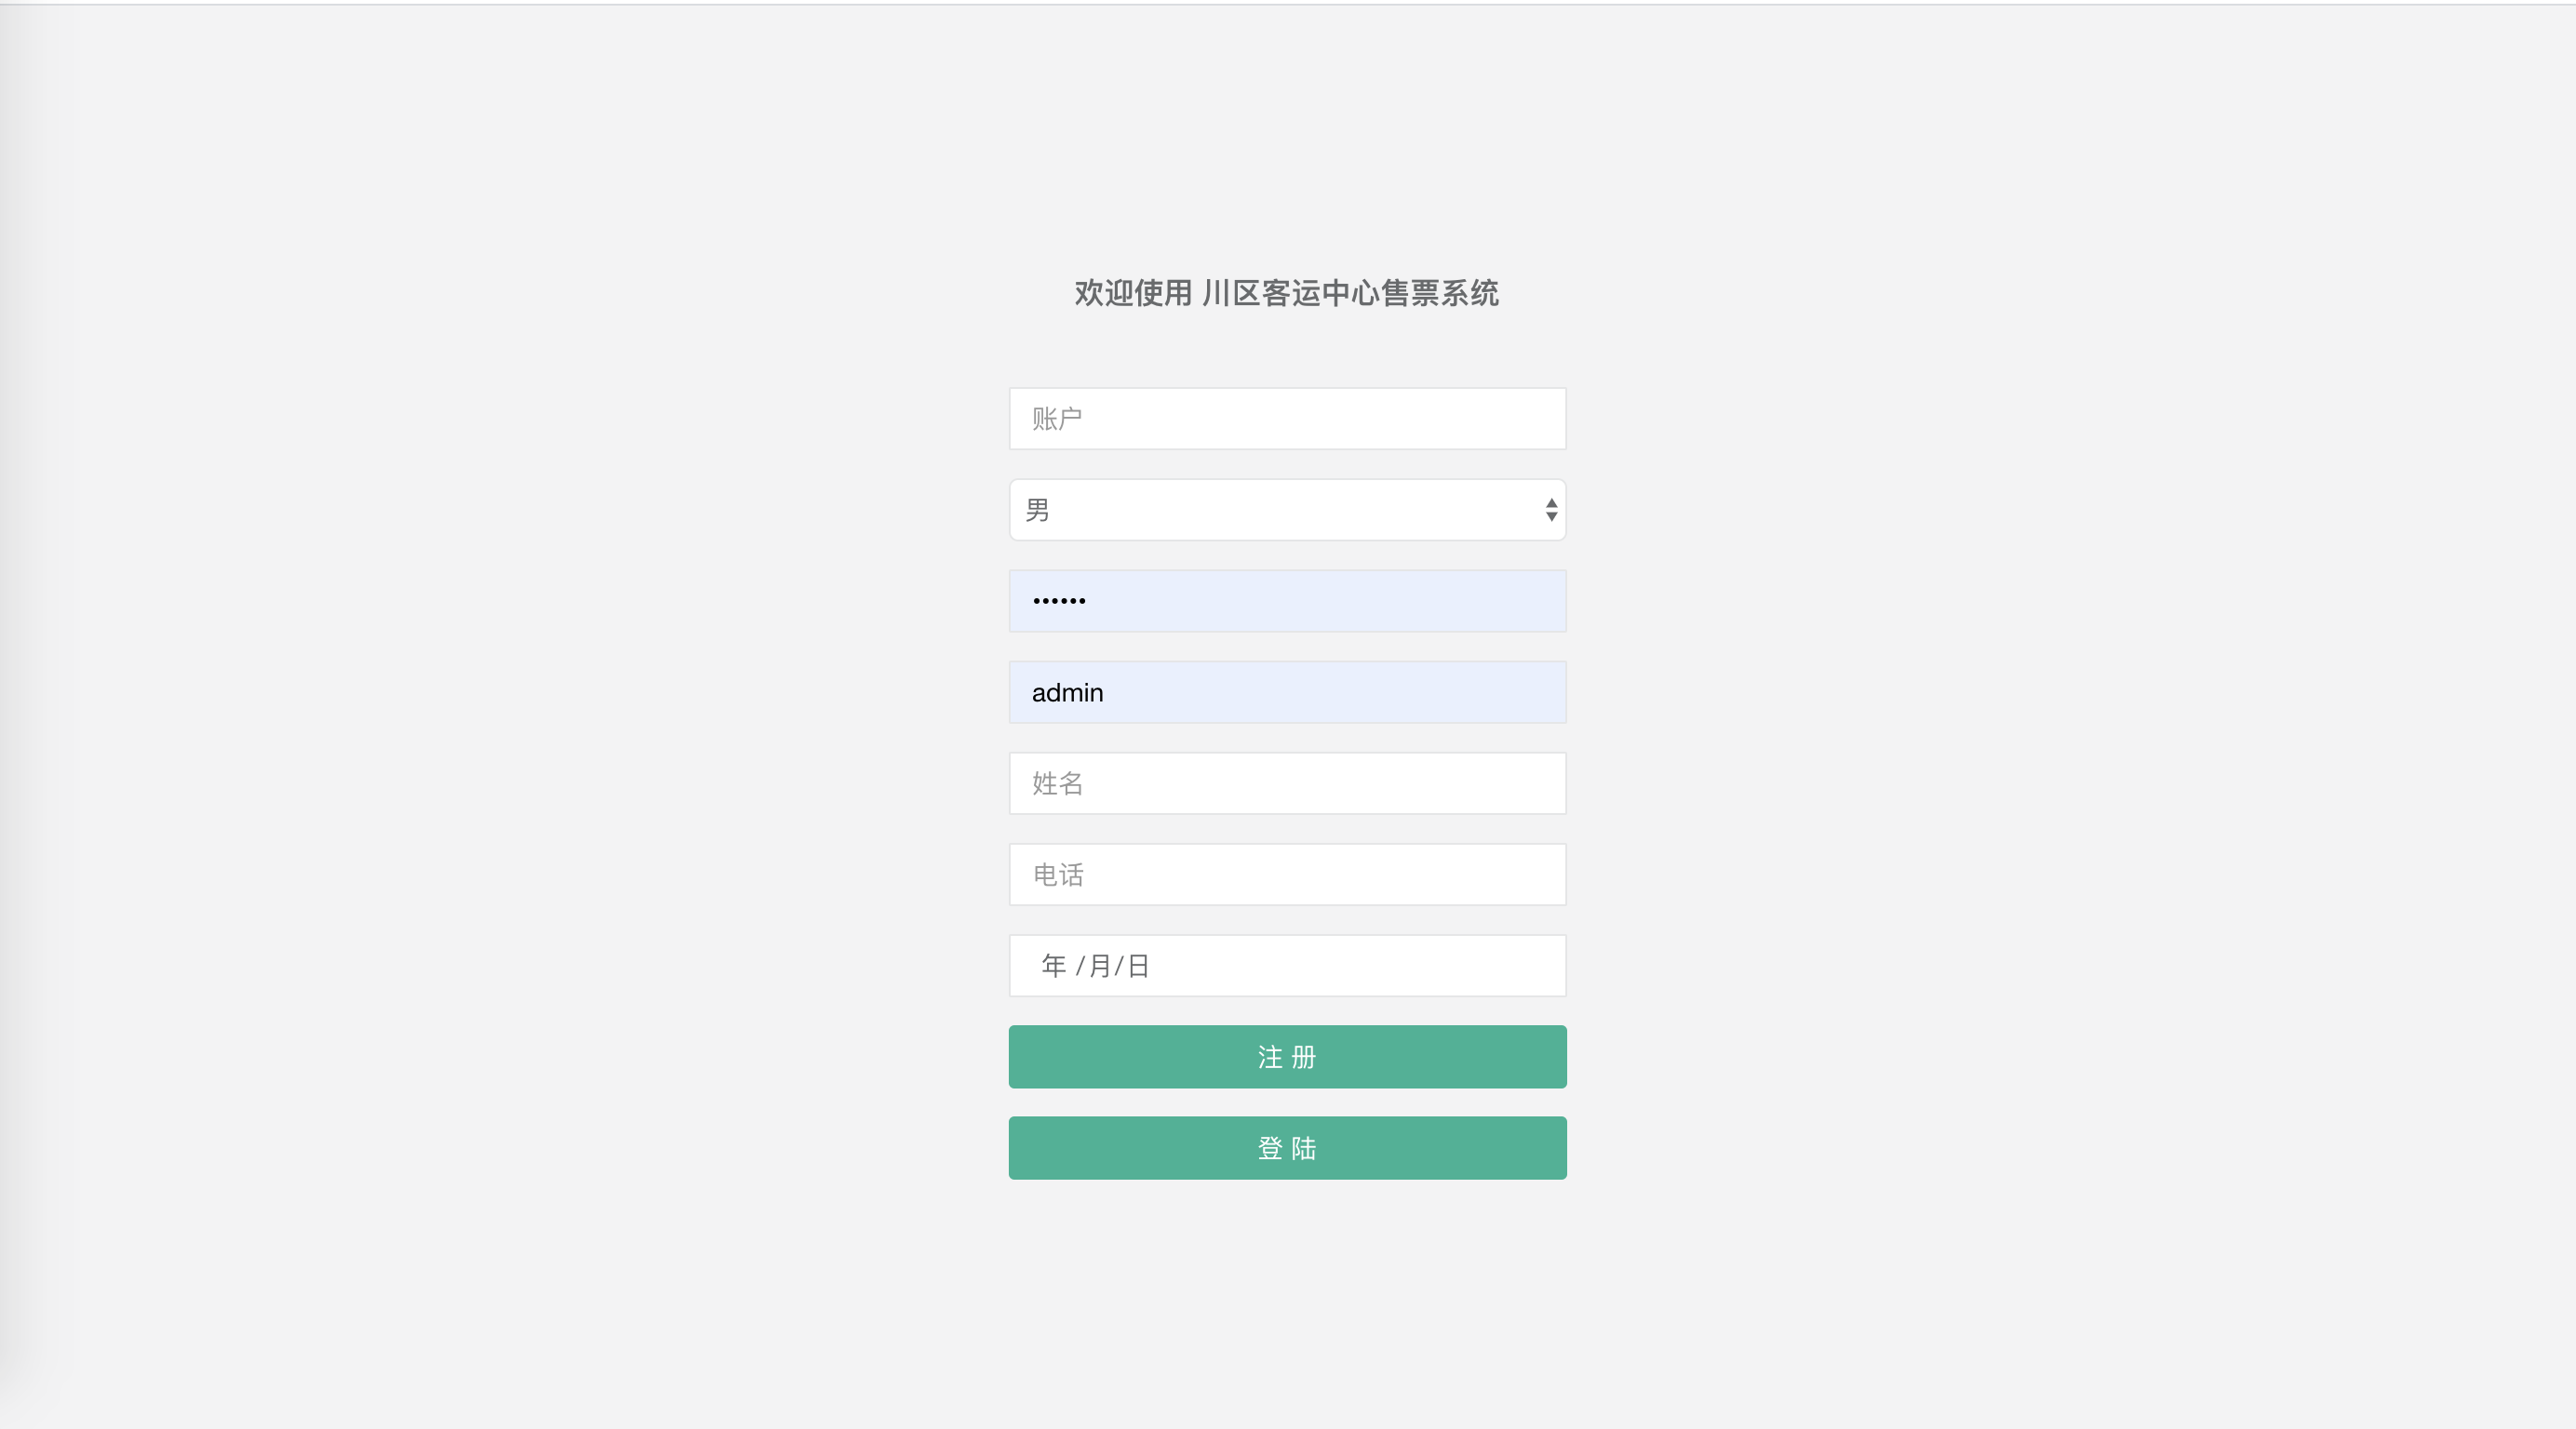 欢迎使用 川区客运中心售票系统
账户
男
••••••
admin
姓名
电话
年 /月/日
注 册
登 陆